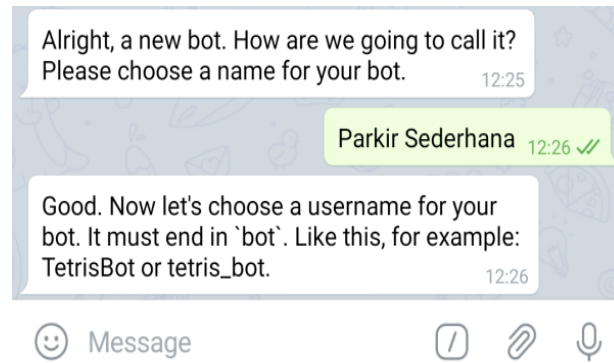 Alright, a new bot. How are we going to call it?
Please choose a name for your bot.
12:25
Parkir Sederhana
12:26
Good. Now let's choose a username for your
bot. It must end in `bot`. Like this, for example:
TetrisBot or tetris_bot.
12:26
Message